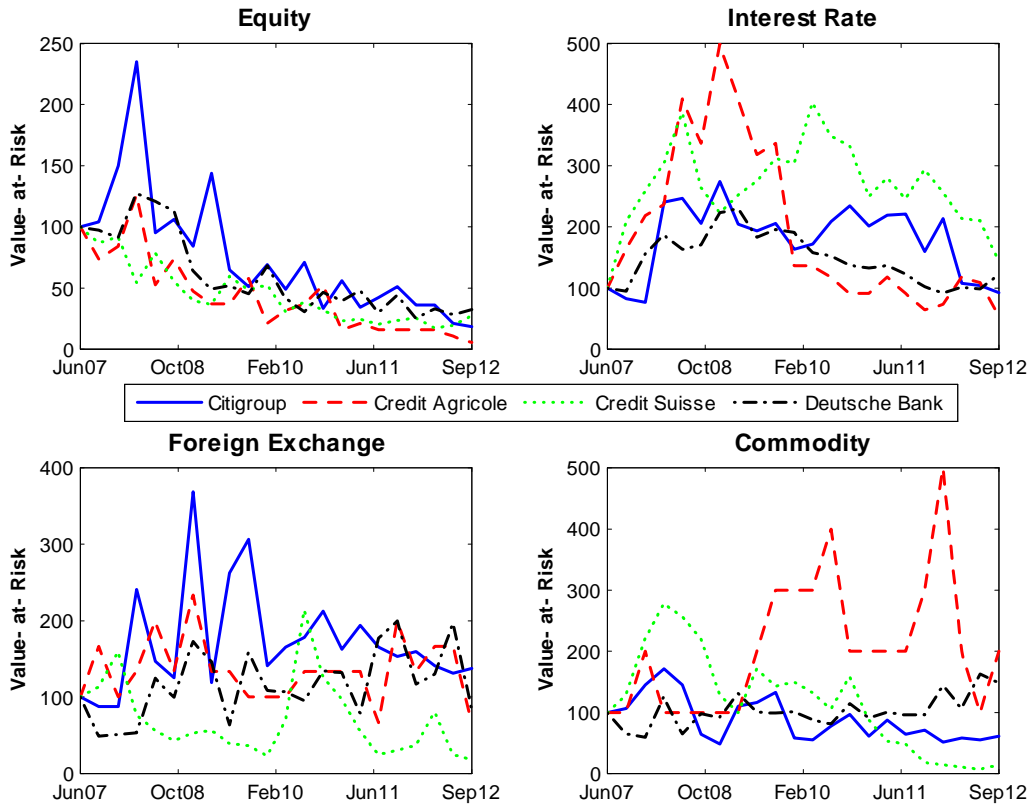 Equity
Interest Rate
Value- at- Risk
250
200
150
100
50
0
Jun07 Oct08 Feb10 Jun11 Sep12
Value- at- Risk
500
400
300
200
100
0
Jun07 Oct08 Feb10 Jun11 Sep12
Citigroup Credit Agricole Credit Suisse Deutsche Bank
Foreign Exchange
Commodity
Value- at- Risk
400
300
200
100
0
Jun07 Oct08 Feb10 Jun11 Sep12
Value- at- Risk
500
400
300
200
100
0
Jun07 Oct08 Feb10 Jun11 Sep12